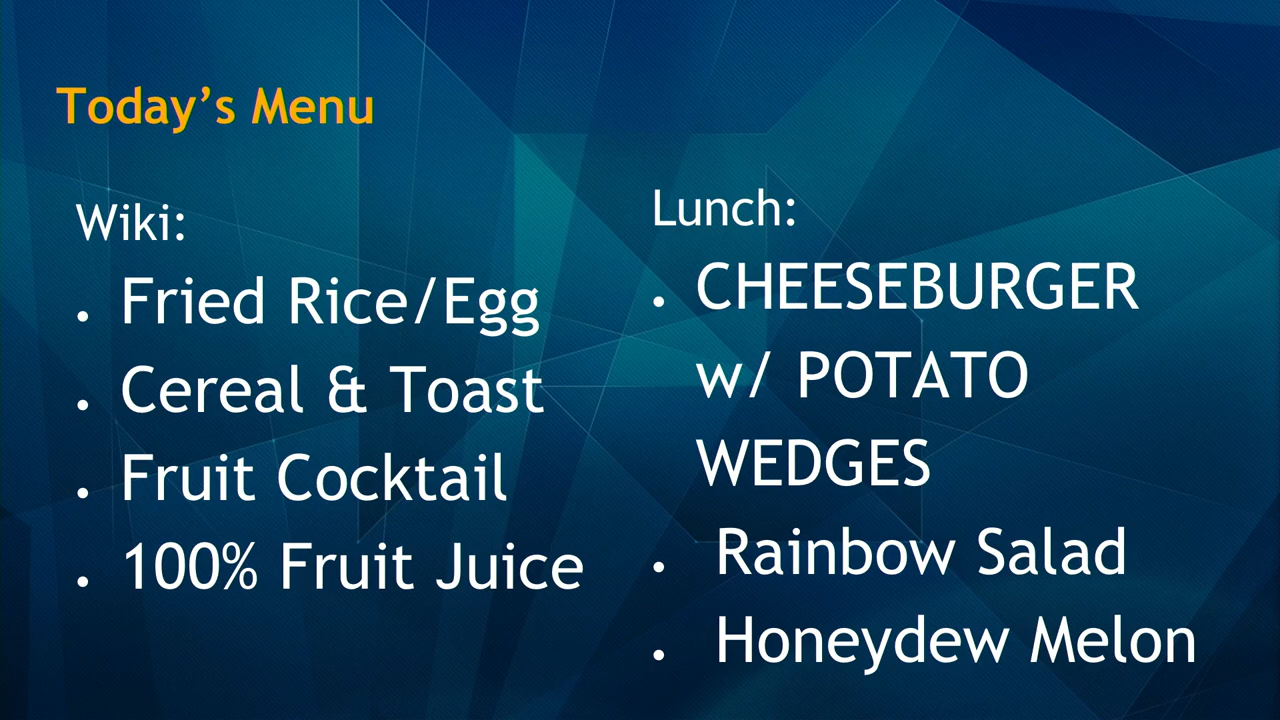 Today’s Menu
Wiki:
• Fried Rice/Egg
• Cereal & Toast
• Fruit Cocktail
• 100% Fruit Juice
Lunch:
• CHEESEBURGER
w/ POTATO
WEDGES
• Rainbow Salad
• Honeydew Melon